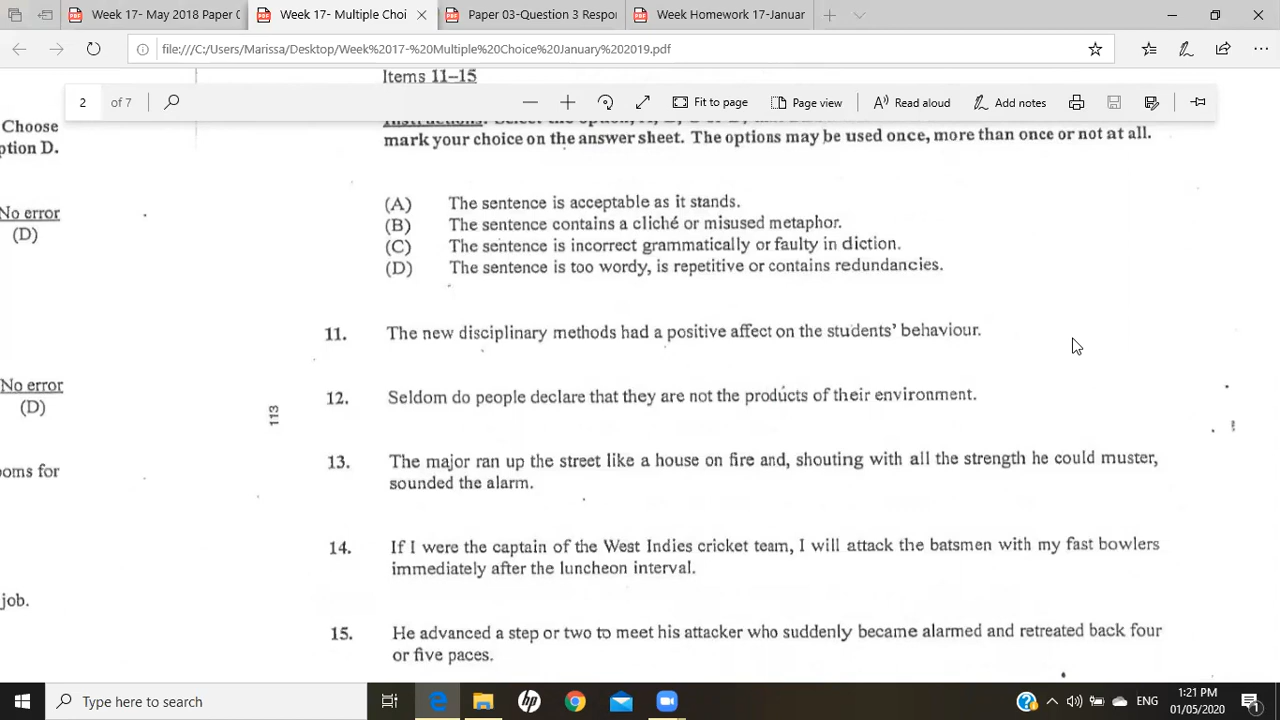 Week 17- May 2018 Paper (
Week 17- Multiple Choi
Paper 03-Question 3 Respor
Week Homework 17-Januar
file:///C:/Users/Marissa/Desktop/Week%2017-%20Multiple%20Choice%20January%202019.pdf
Items 11–15
2 of 7
Fit to page
Page view
Read aloud
Add notes
Choose
ption D.
mark your choice on the answer sheet. The options may be used once, more than once or not at all.
(A) The sentence is acceptable as it stands.
(B) The sentence contains a cliché or misused metaphor.
(C) The sentence is incorrect grammatically or faulty in diction.
(D) The sentence is too wordy, is repetitive or contains redundancies.
No error
(D)
11. The new disciplinary methods had a positive affect on the students' behaviour.
No error
(D)
12. Seldom do people declare that they are not the products of their environment.
113
13. The major ran up the street like a house on fire and, shouting with all the strength he could muster,
sounded the alarm.
ooms for
14. If I were the captain of the West Indies cricket team, I will attack the batsmen with my fast bowlers
immediately after the luncheon interval.
job.
15. He advanced a step or two to meet his attacker who suddenly became alarmed and retreated back four
or five paces.
Type here to search
hp
ENG
1:21 PM
01/05/2020
1